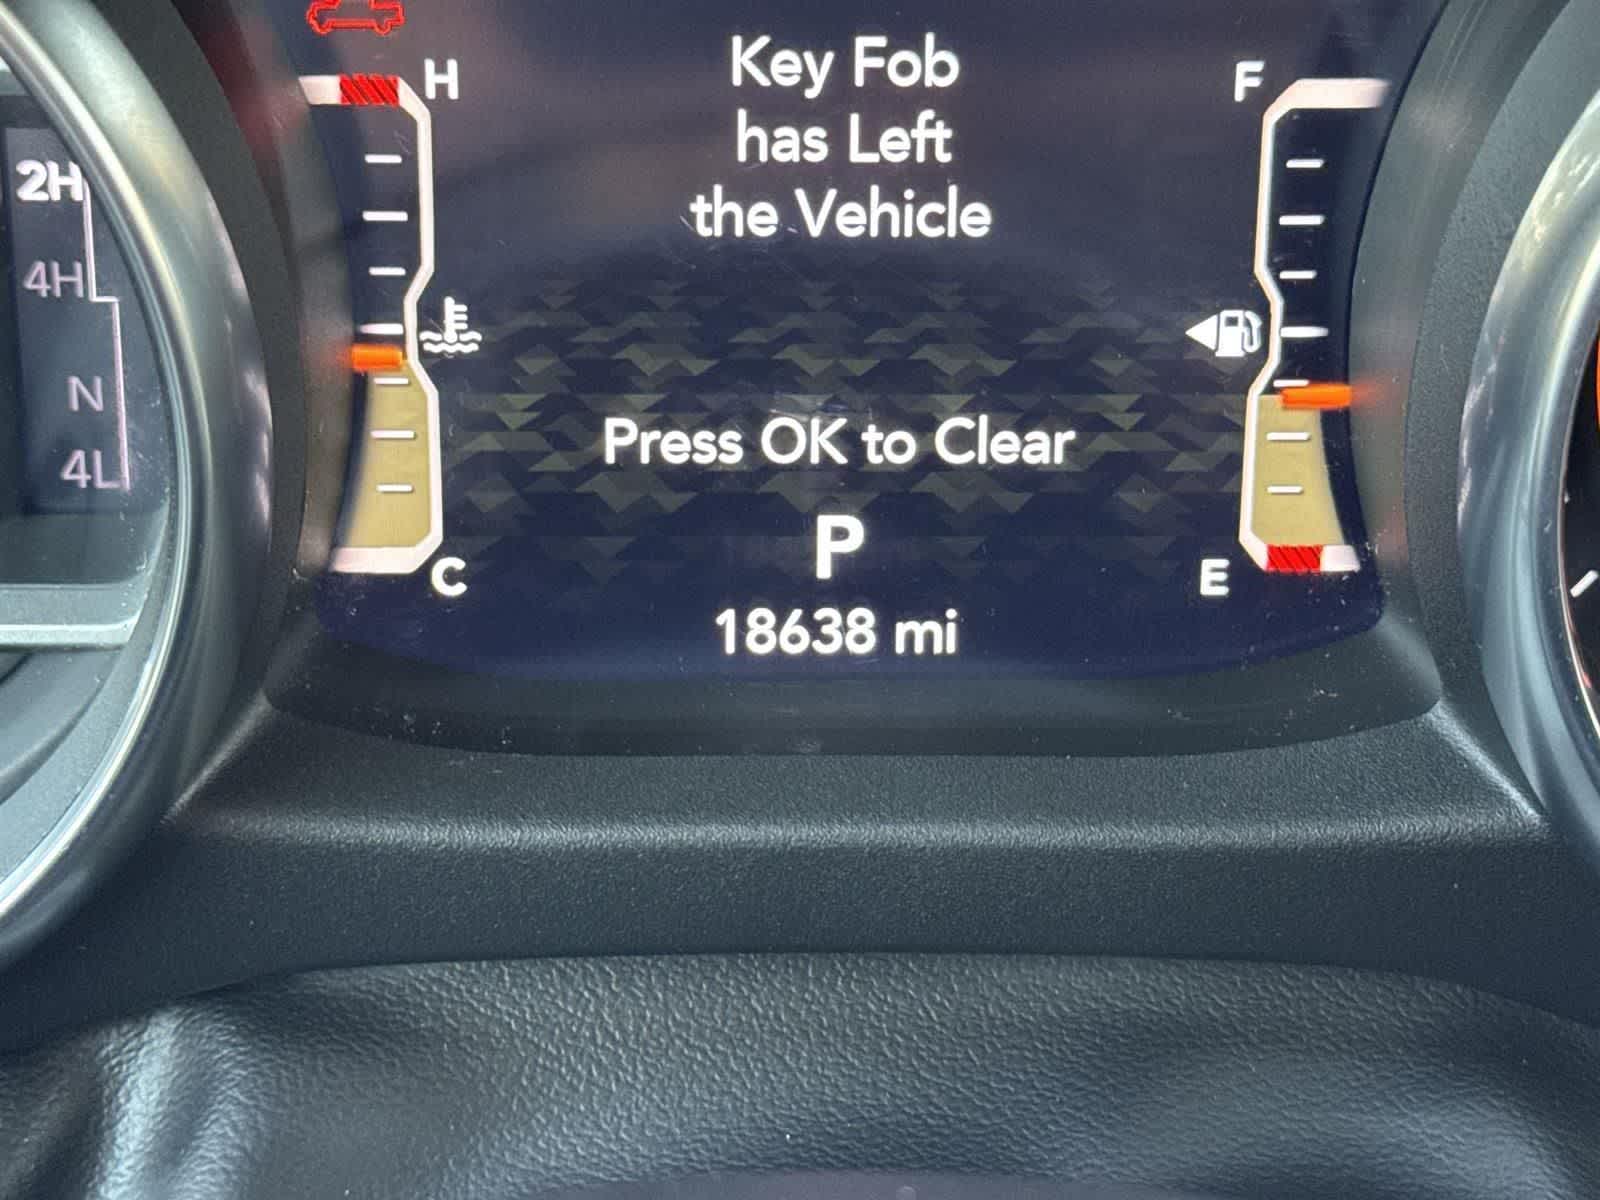 H
Key Fob
has Left
the Vehicle
F
2H
4H
N
4L
Press OK to Clear
P
C
E
18638 mi